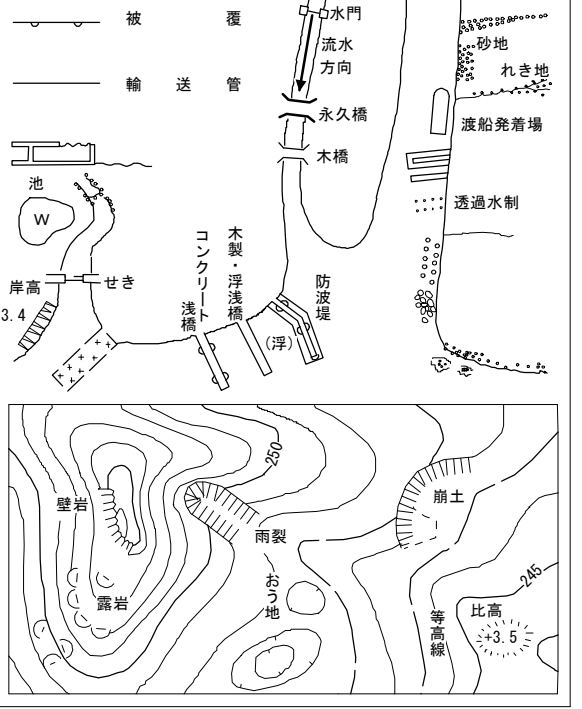 被覆
輸送管
水門
流水
方向
永久橋
木橋
砂地
れき地
渡船発着場
透過水制
池
W
せき
岸高
3.4
コンクリート
浅橋
木製・浮浅橋
防波堤
(浮)
250
壁岩
露岩
雨裂
おう地
崩土
等高線
245
比高
+3.5